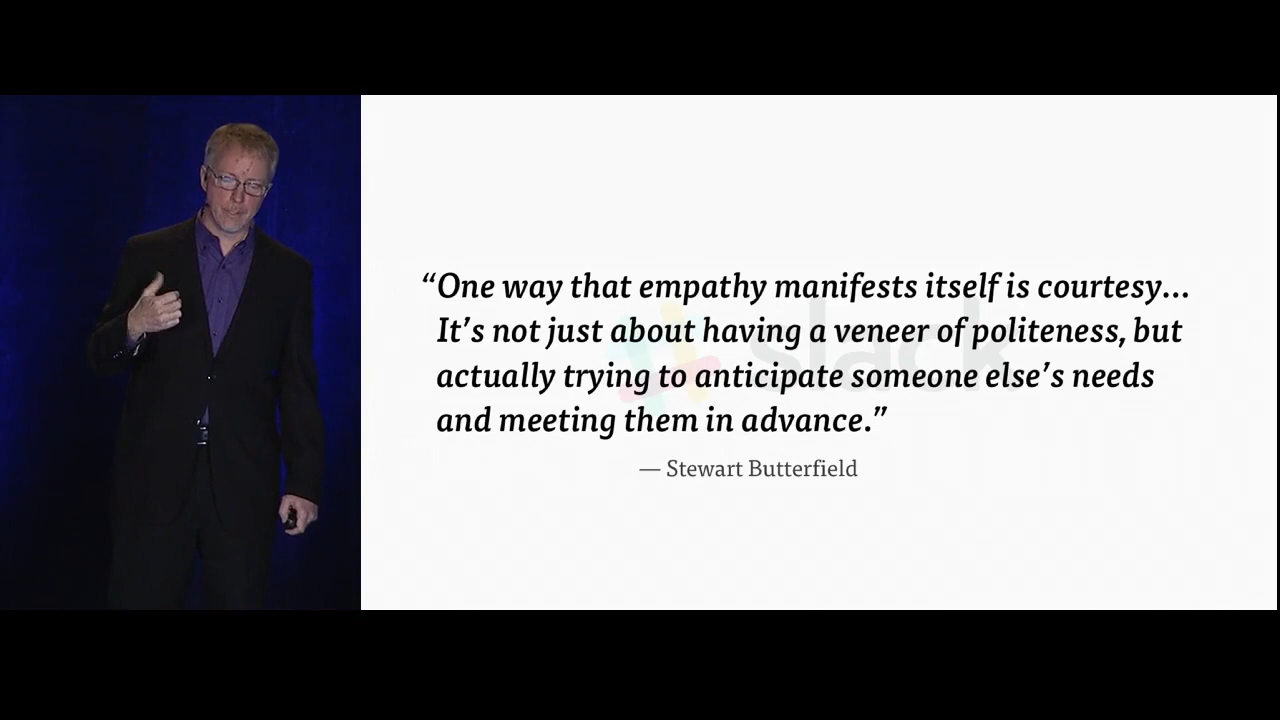 “One way that empathy manifests itself is courtesy...
It’s not just about having a veneer of politeness, but
actually trying to anticipate someone else’s needs
and meeting them in advance.”
— Stewart Butterfield
slack